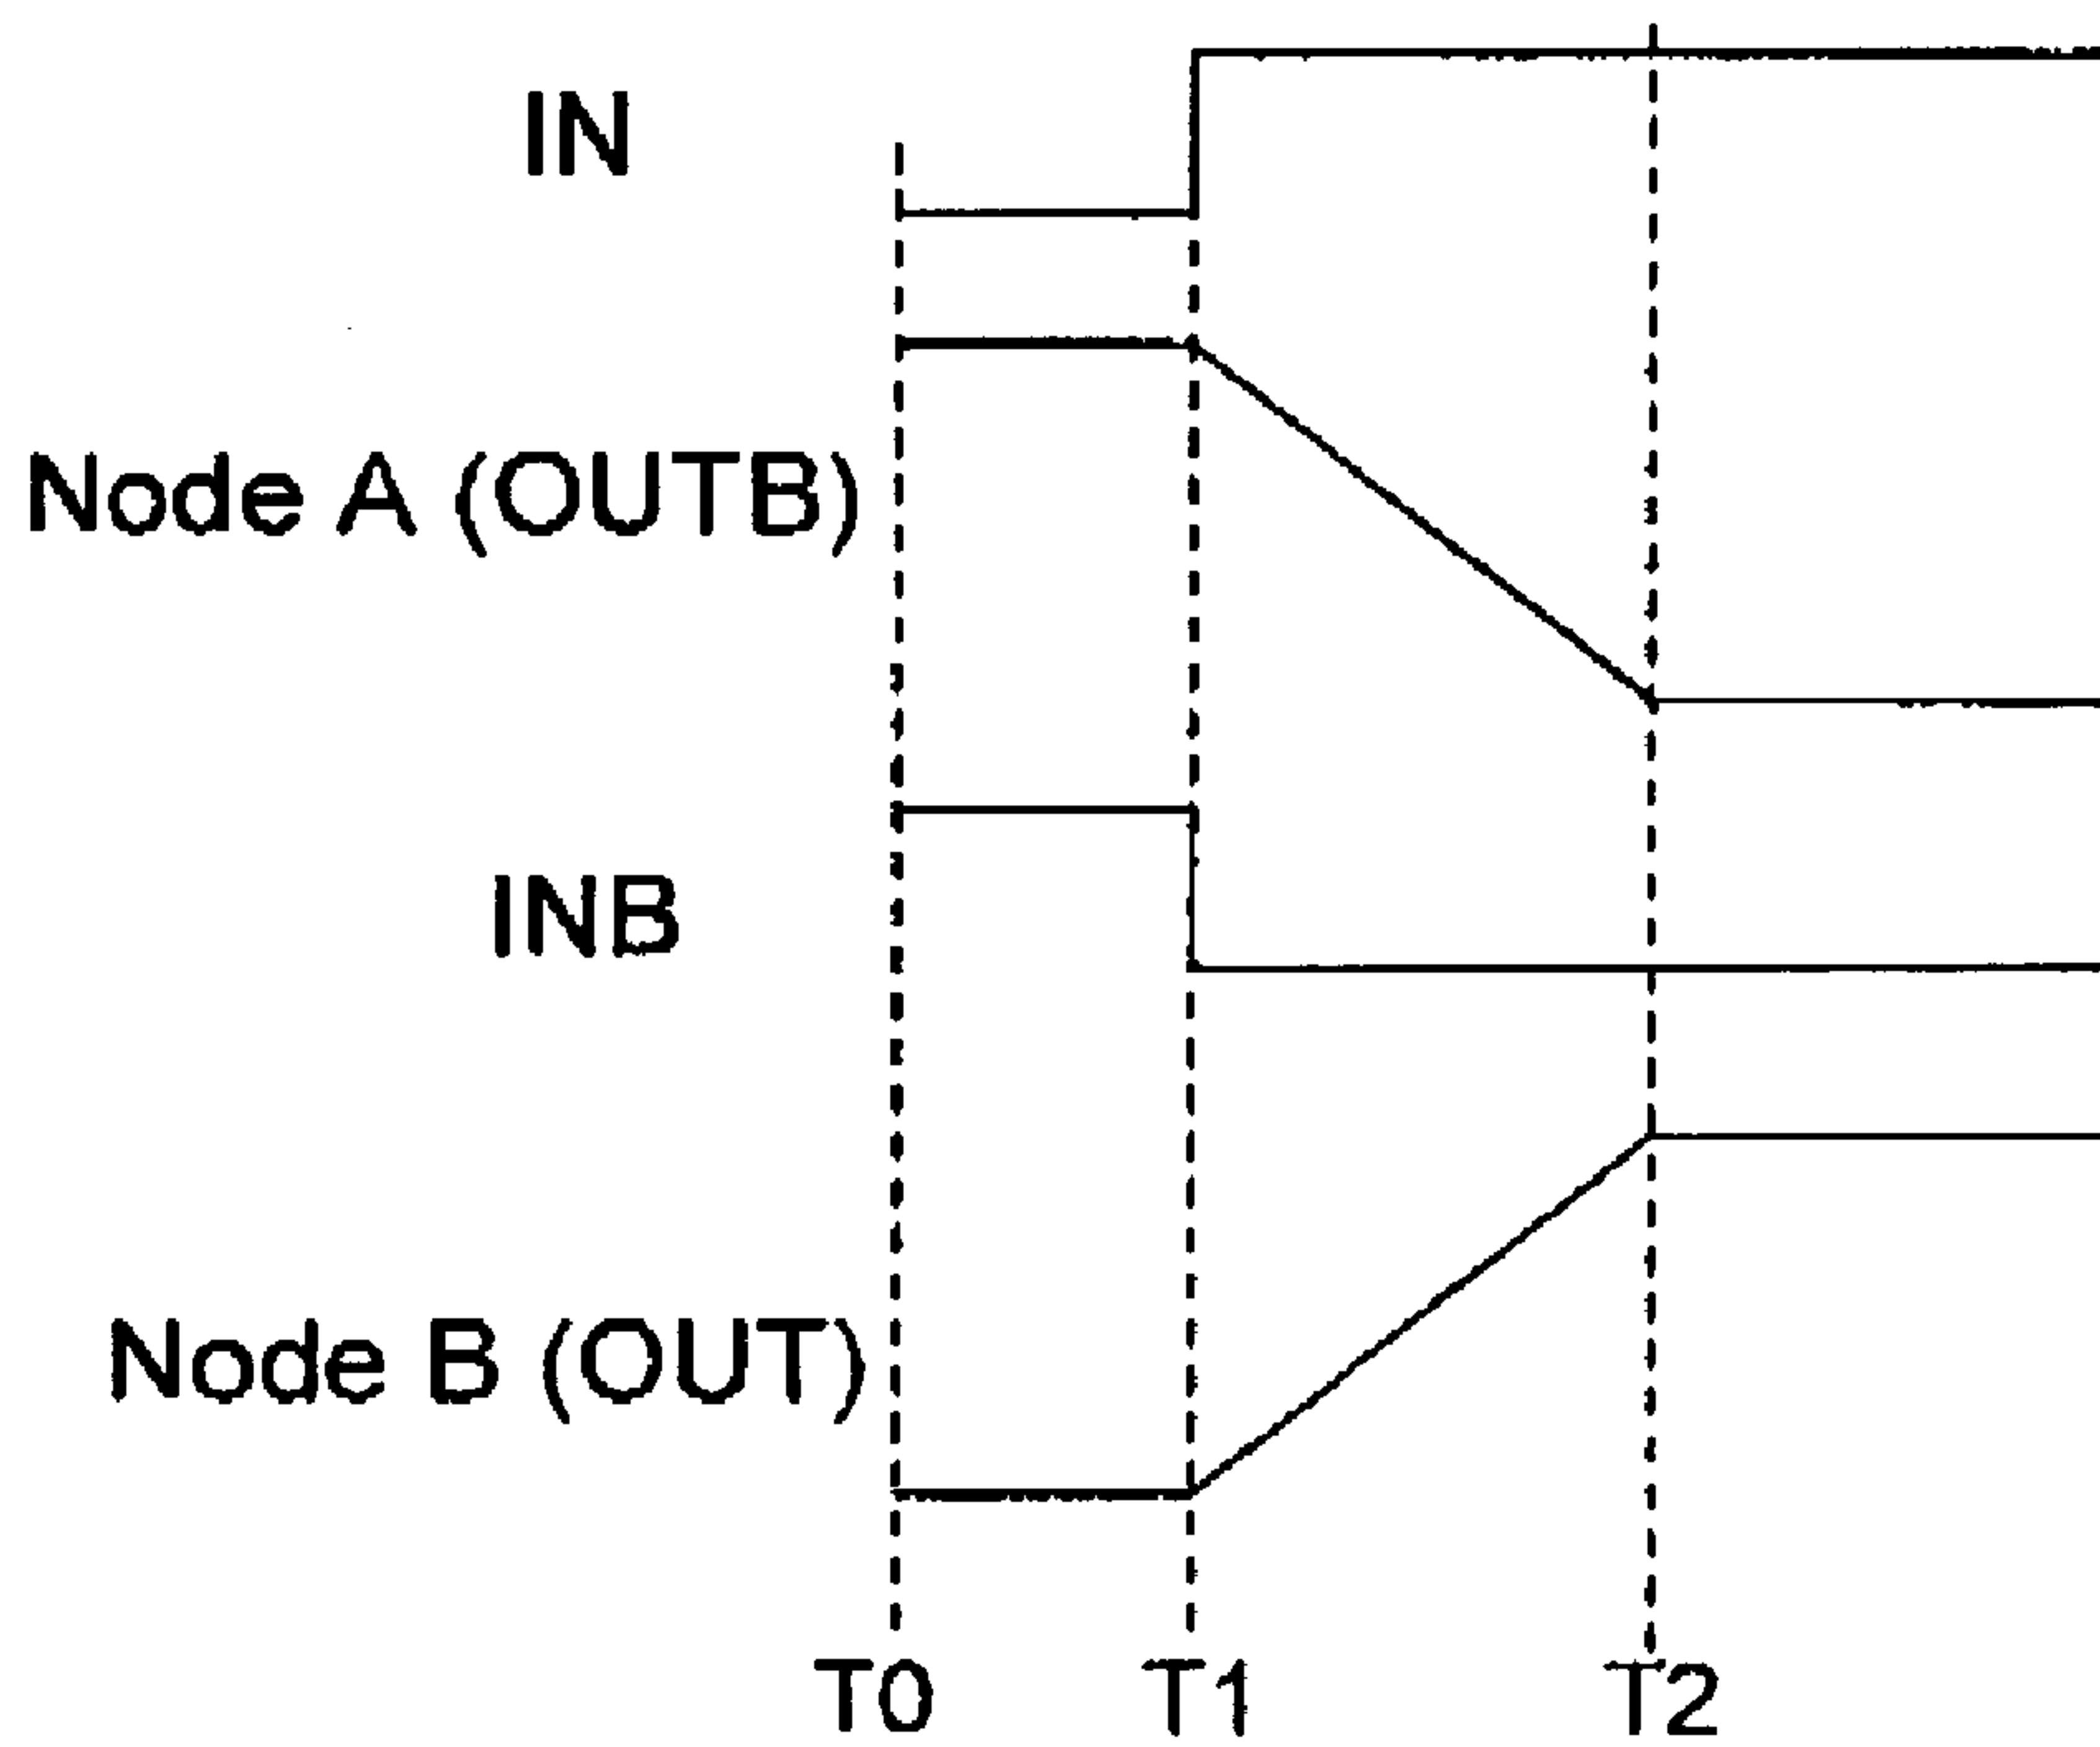 IN
Node A (OUTB)
INB
Node B (OUT)
T0 T1 T2